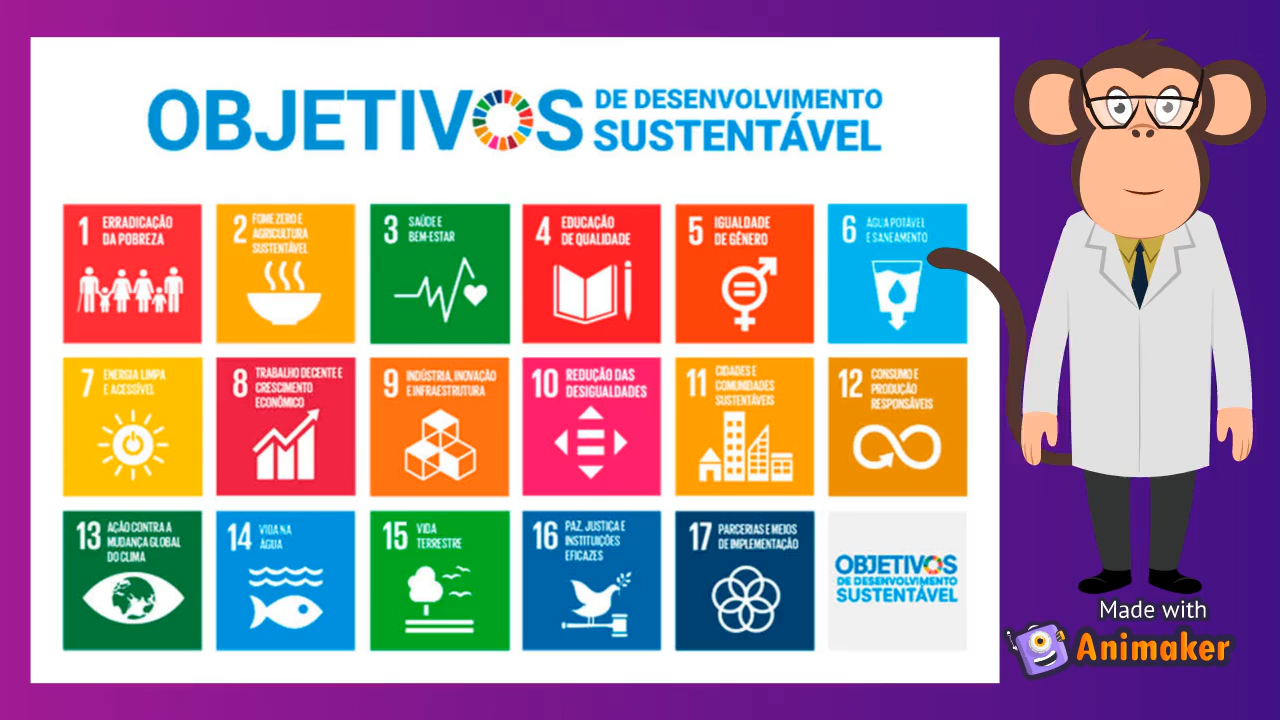 OBJETIVOS
DE DESENVOLVIMENTO
SUSTENTÁVEL
1 ERRADICAÇÃO
DA POBREZA
2 FOME ZERO E
AGRICULTURA
SUSTENTÁVEL
3 SAÚDE E
BEM-ESTAR
4 EDUCAÇÃO
DE QUALIDADE
5 IGUALDADE
DE GÊNERO
6 ÁGUA POTÁVEL
E SANEAMENTO
7 ENERGIA LIMPA
E ACESSÍVEL
8 TRABALHO DECENTE E
CRESCIMENTO
ECONÔMICO
9 INDÚSTRIA, INOVAÇÃO
E INFRAESTRUTURA
10 REDUÇÃO DAS
DESIGUALDADES
11 CIDADES E
COMUNIDADES
SUSTENTÁVEIS
12 CONSUMO E
PRODUÇÃO
RESPONSÁVEIS
13 AÇÃO CONTRA A
MUDANÇA GLOBAL
DO CLIMA
14 VIDA NA
ÁGUA
15 VIDA
TERRESTRE
16 PAZ, JUSTIÇA E
INSTITUIÇÕES
EFICAZES
17 PARCERIAS E MEIOS
DE IMPLEMENTAÇÃO
OBJETIVOS
DE DESENVOLVIMENTO
SUSTENTÁVEL
Made with
Animaker